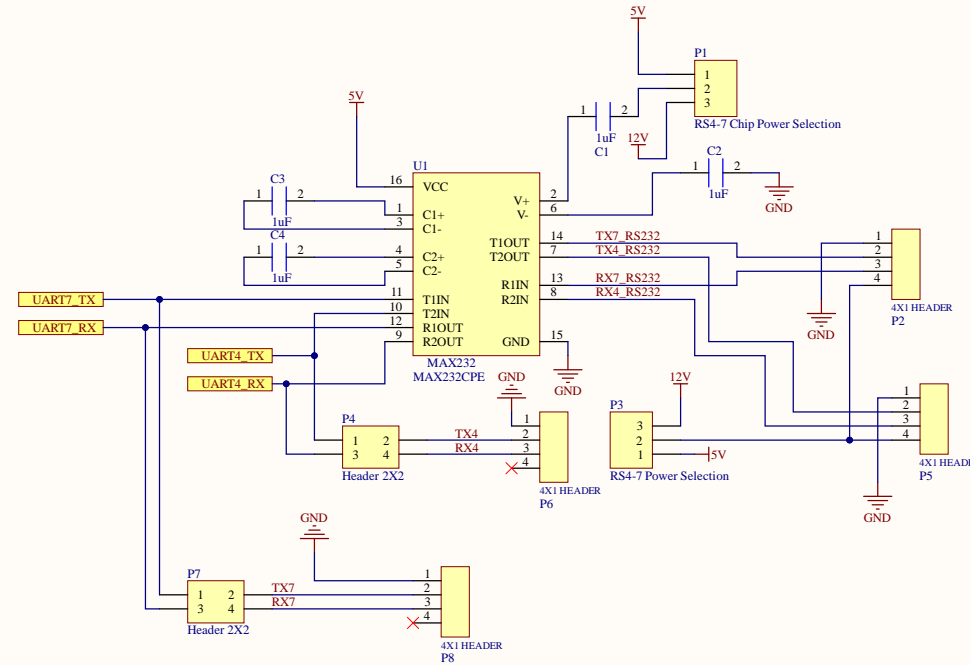 5V
P1
1
2
3
RS4-7 Chip Power Selection
1
2
1uF
C1
12V
5V
U1
C2
1
2
1uF
GND
16
VCC
C3
1
2
1uF
1
C1+
3
C1-
V+
2
V-
6
C4
1
2
1uF
4
C2+
5
C2-
T1OUT
14
TX7_RS232
T2OUT
7
TX4_RS232
R1IN
13
RX7_RS232
R2IN
8
RX4_RS232
1
2
3
4
4X1 HEADER
P2
GND
UART7_TX
UART7_RX
11
T1IN
10
T2IN
12
R1OUT
9
R2OUT
GND
15
GND
UART4_TX
UART4_RX
MAX232
MAX232CPE
GND
12V
P4
1
2
3
4
Header 2X2
TX4
RX4
1
2
3
4
4X1 HEADER
P6
P3
3
2
1
5V
RS4-7 Power Selection
1
2
3
4
4X1 HEADER
P5
GND
GND
P7
1
2
3
4
Header 2X2
TX7
RX7
1
2
3
4
4X1 HEADER
P8